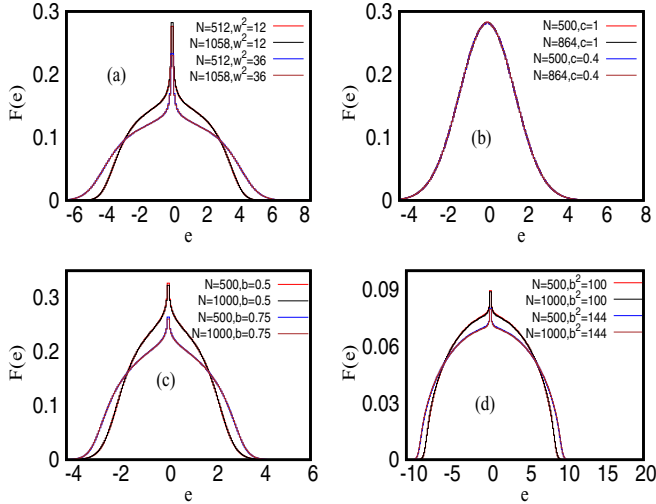 0.3
0.2
0.1
0
F(e)
(a)
N=512,w²=12
N=1058,w²=12
N=512,w²=36
N=1058,w²=36
-6 -4 -2 0 2 4 6 8
e
0.3
0.2
0.1
0
F(e)
(b)
N=500,c=1
N=864,c=1
N=500,c=0.4
N=864,c=0.4
-4 -2 0 2 4 6 8
e
0.3
0.2
0.1
0
F(e)
(c)
N=500,b=0.5
N=1000,b=0.5
N=500,b=0.75
N=1000,b=0.75
-4 -2 0 2 4 6
e
0.09
0.06
0.03
0
F(e)
(d)
N=500,b²=100
N=1000,b²=100
N=500,b²=144
N=1000,b²=144
-10 -5 0 5 10 15 20
e